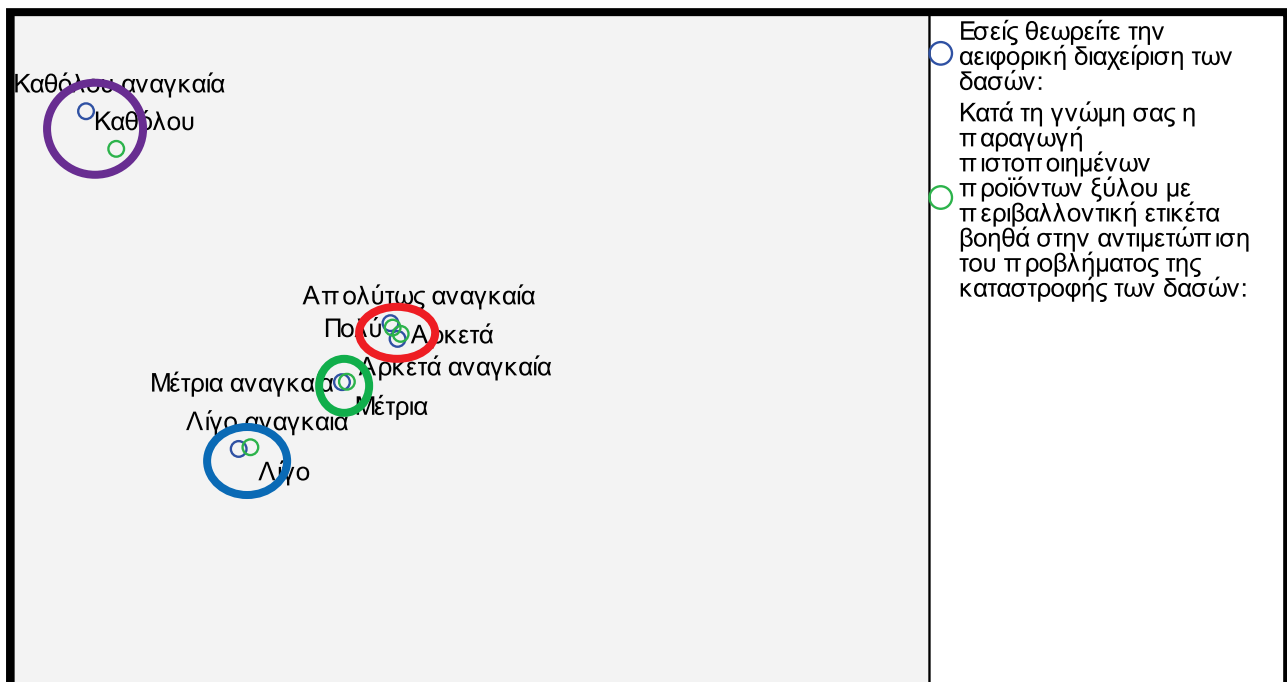 Καθόλου αναγκαία
Καθόλου
Απολύτως αναγκαία
Πολύ
Αρκετά
Αρκετά αναγκαία
Μέτρια αναγκαία
Μέτρια
Λίγο αναγκαία
Λίγο
Εσείς θεωρείτε την
αειφορική διαχείριση των
δασών:
Κατά τη γνώμη σας η
παραγωγή
πιστοποιημένων
προϊόντων ξύλου με
περιβαλλοντική ετικέτα
βοηθά στην αντιμετώπιση
του προβλήματος της
καταστροφής των δασών: